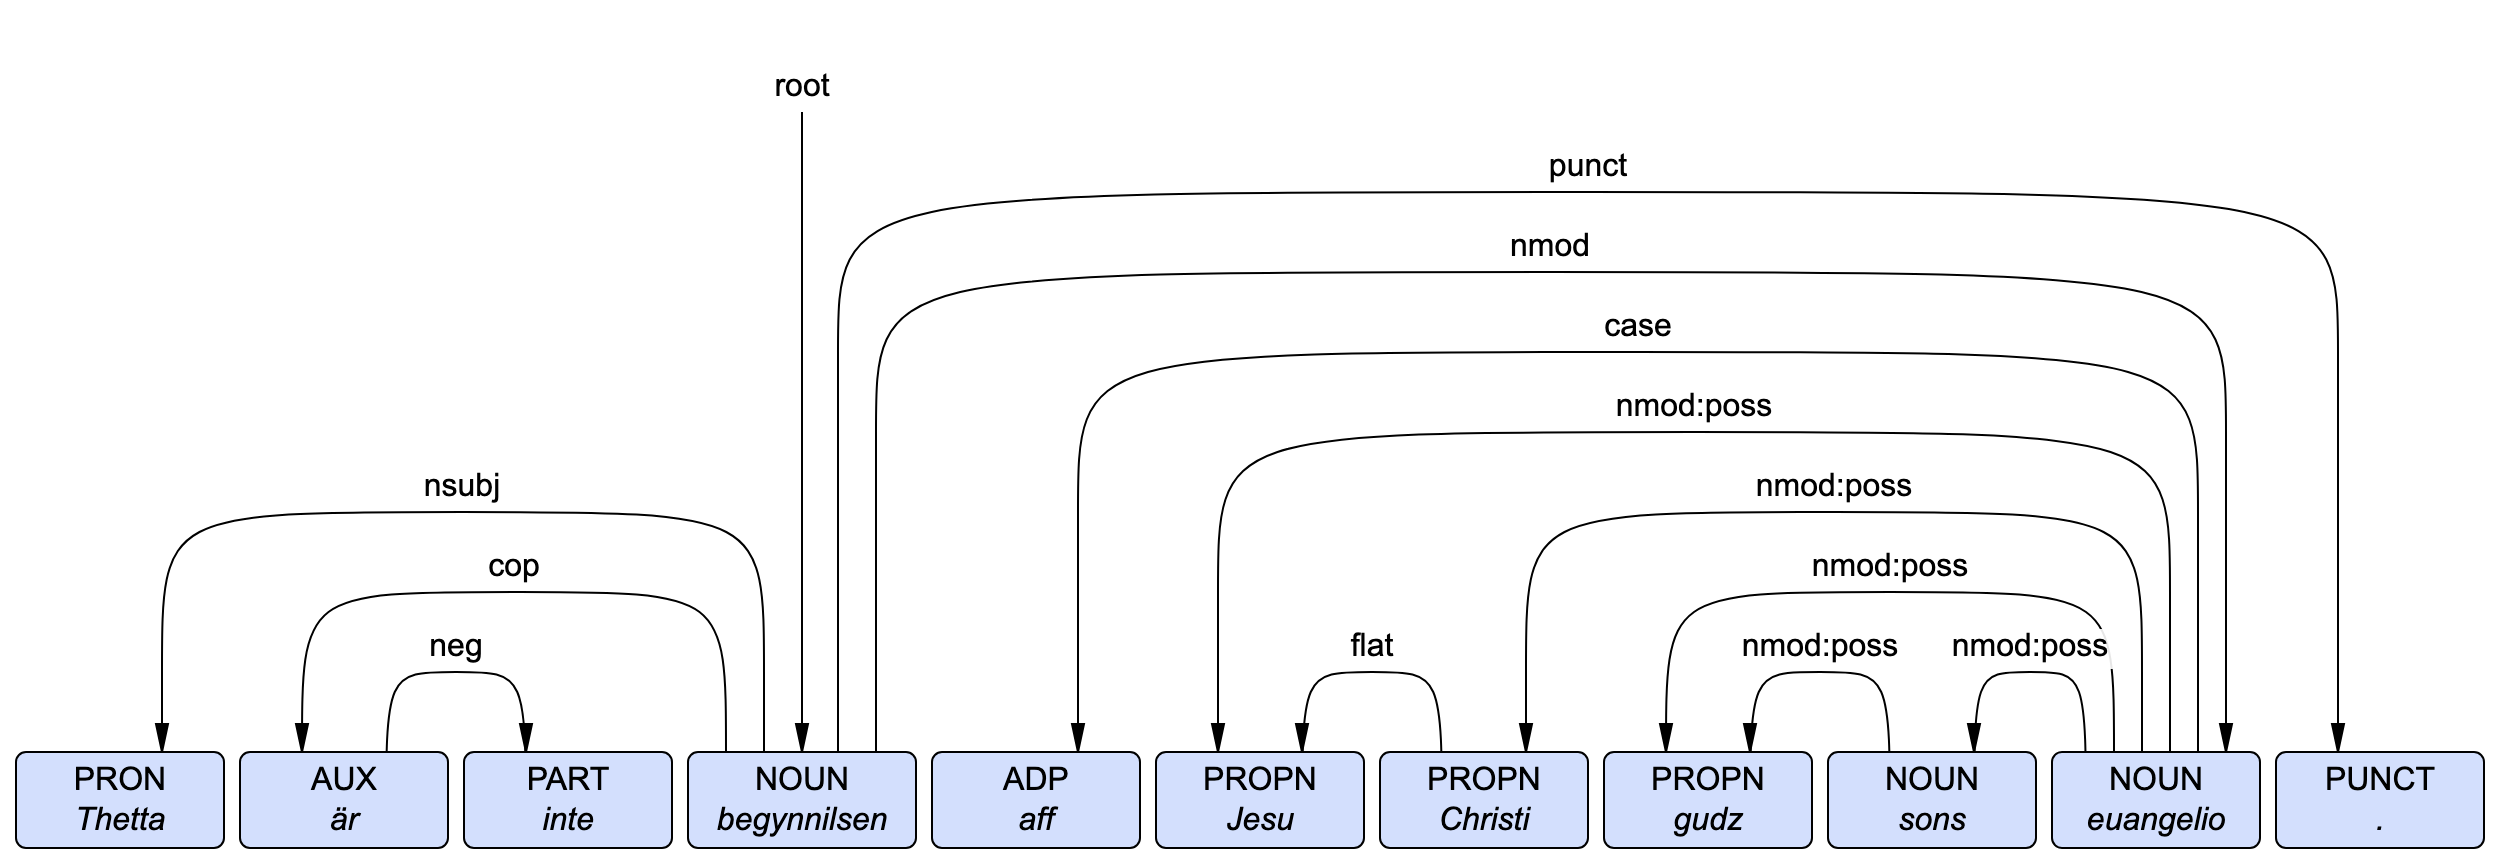 root
punct
nmod
case
nmod:poss
nsubj nmod:poss
cop nmod:poss
neg flat nmod:poss nmod:poss
PRON AUX PART NOUN ADP PROPN PROPN PROPN NOUN NOUN PUNCT
Thetta är inte begynnilsen aff Jesu Christi gudz sons euangelio .